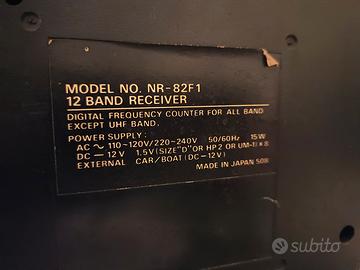 MODEL NO. NR-82F1
12 BAND RECEIVER
DIGITAL FREQUENCY COUNTER FOR ALL BAND
EXCEPT UHF BAND.
POWER SUPPLY:
AC ~ 110-120V/220-240V 50/60Hz 15W
DC — 12V 1.5V (SIZE "D" OR HP2 OR UM-1) × 8
EXTERNAL CAR/BOAT (DC-12V)
MADE IN JAPAN
subito